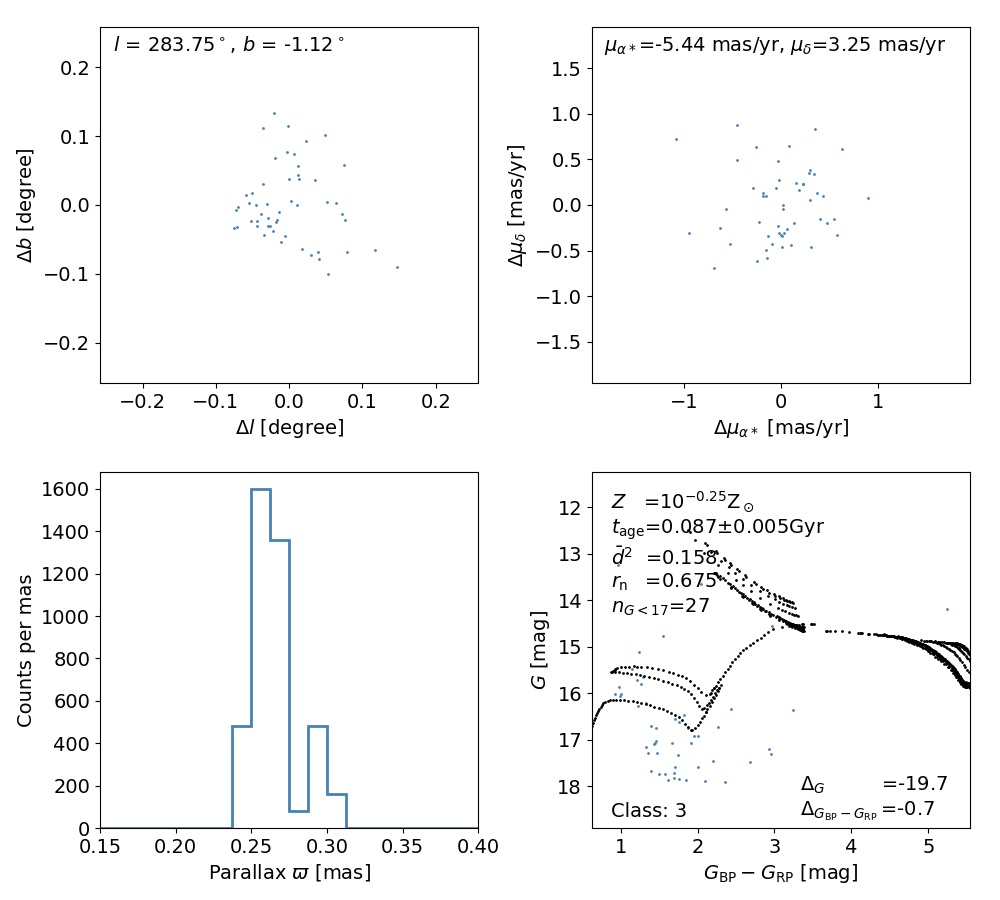 l = 283.75°, b = -1.12°
0.2
0.1
0.0
−0.1
−0.2
Δb [degree]
−0.2 −0.1 0.0 0.1 0.2
Δl [degree]
μα*=-5.44 mas/yr, μδ=3.25 mas/yr
1.5
1.0
0.5
0.0
−0.5
−1.0
−1.5
Δμδ [mas/yr]
−1 0 1
Δμα* [mas/yr]
1600
1400
1200
1000
800
600
400
200
0
Counts per mas
0.15 0.20 0.25 0.30 0.35 0.40
Parallax ϖ [mas]
Z =10^−0.25 Z⊙
t_age=0.087±0.005Gyr
d̄² =0.158
r_n =0.675
n_G<17=27
12
13
14
15
16
17
18
G [mag]
Δ_G =-19.7
Δ_GBP−GRP =-0.7
Class: 3
1 2 3 4 5
G_BP − G_RP [mag]